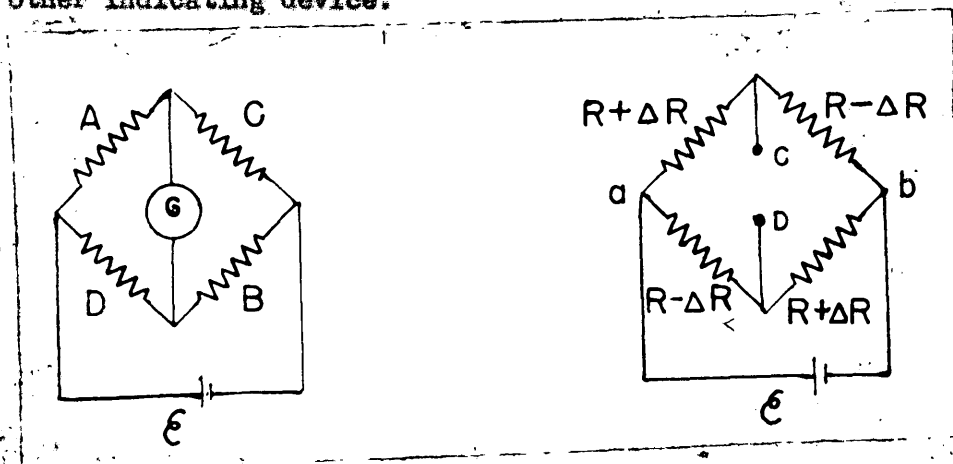 other indicating device.
A C
R+ΔR R-ΔR
C
G
a b
D
D B
R-ΔR R+ΔR
<
ℰ ℰ